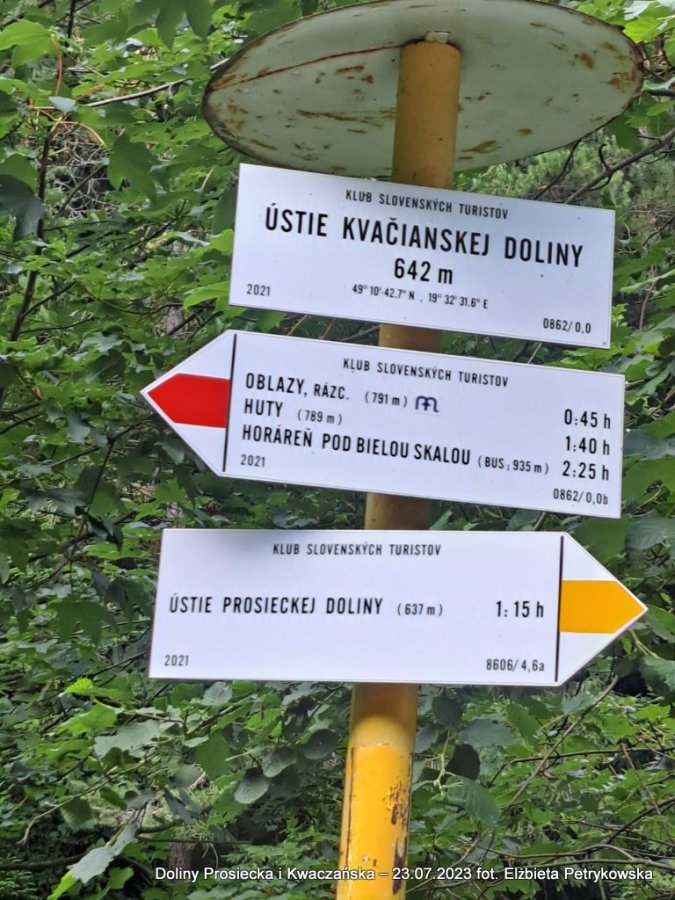 KLUB SLOVENSKÝCH TURISTOV
ÚSTIE KVAČIANSKEJ DOLINY
642 m
2021
49° 10' 42.7" N , 19° 32' 31.6" E
0862/0,0
KLUB SLOVENSKÝCH TURISTOV
OBLAZY, RÁZC. (791 m) 0:45 h
HUTY (789 m) 1:40 h
HORÁREŇ POD BIELOU SKALOU (BUS; 935 m) 2:25 h
2021
0862/0,0b
KLUB SLOVENSKÝCH TURISTOV
ÚSTIE PROSIECKEJ DOLINY (637 m) 1:15 h
2021
8606/4,6a
Doliny Prosiecka i Kwaczańska – 23.07.2023 fot. Elżbieta Petrykowska